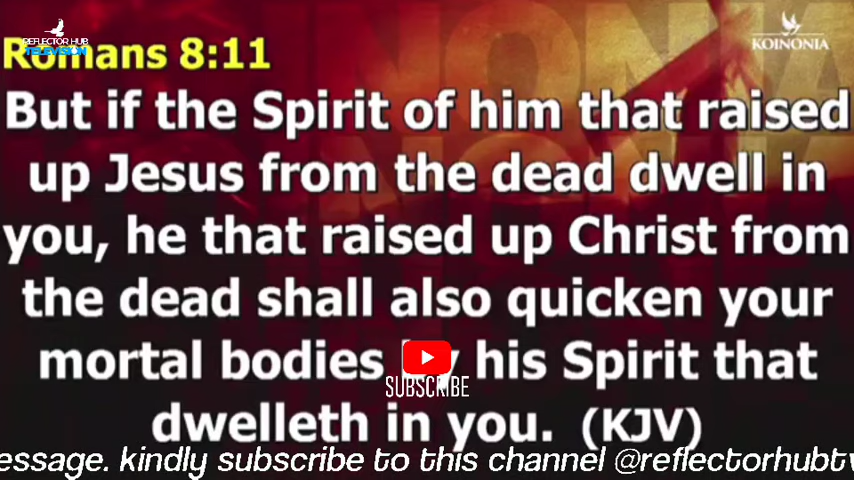 REFLECTOR HUB
TELEVISION
KOINONIA
Romans 8:11
But if the Spirit of him that raised
up Jesus from the dead dwell in
you, he that raised up Christ from
the dead shall also quicken your
mortal bodies his Spirit that
SUBSCRIBE
dwelleth in you. (KJV)
essage. kindly subscribe to this channel @reflectorhubtv